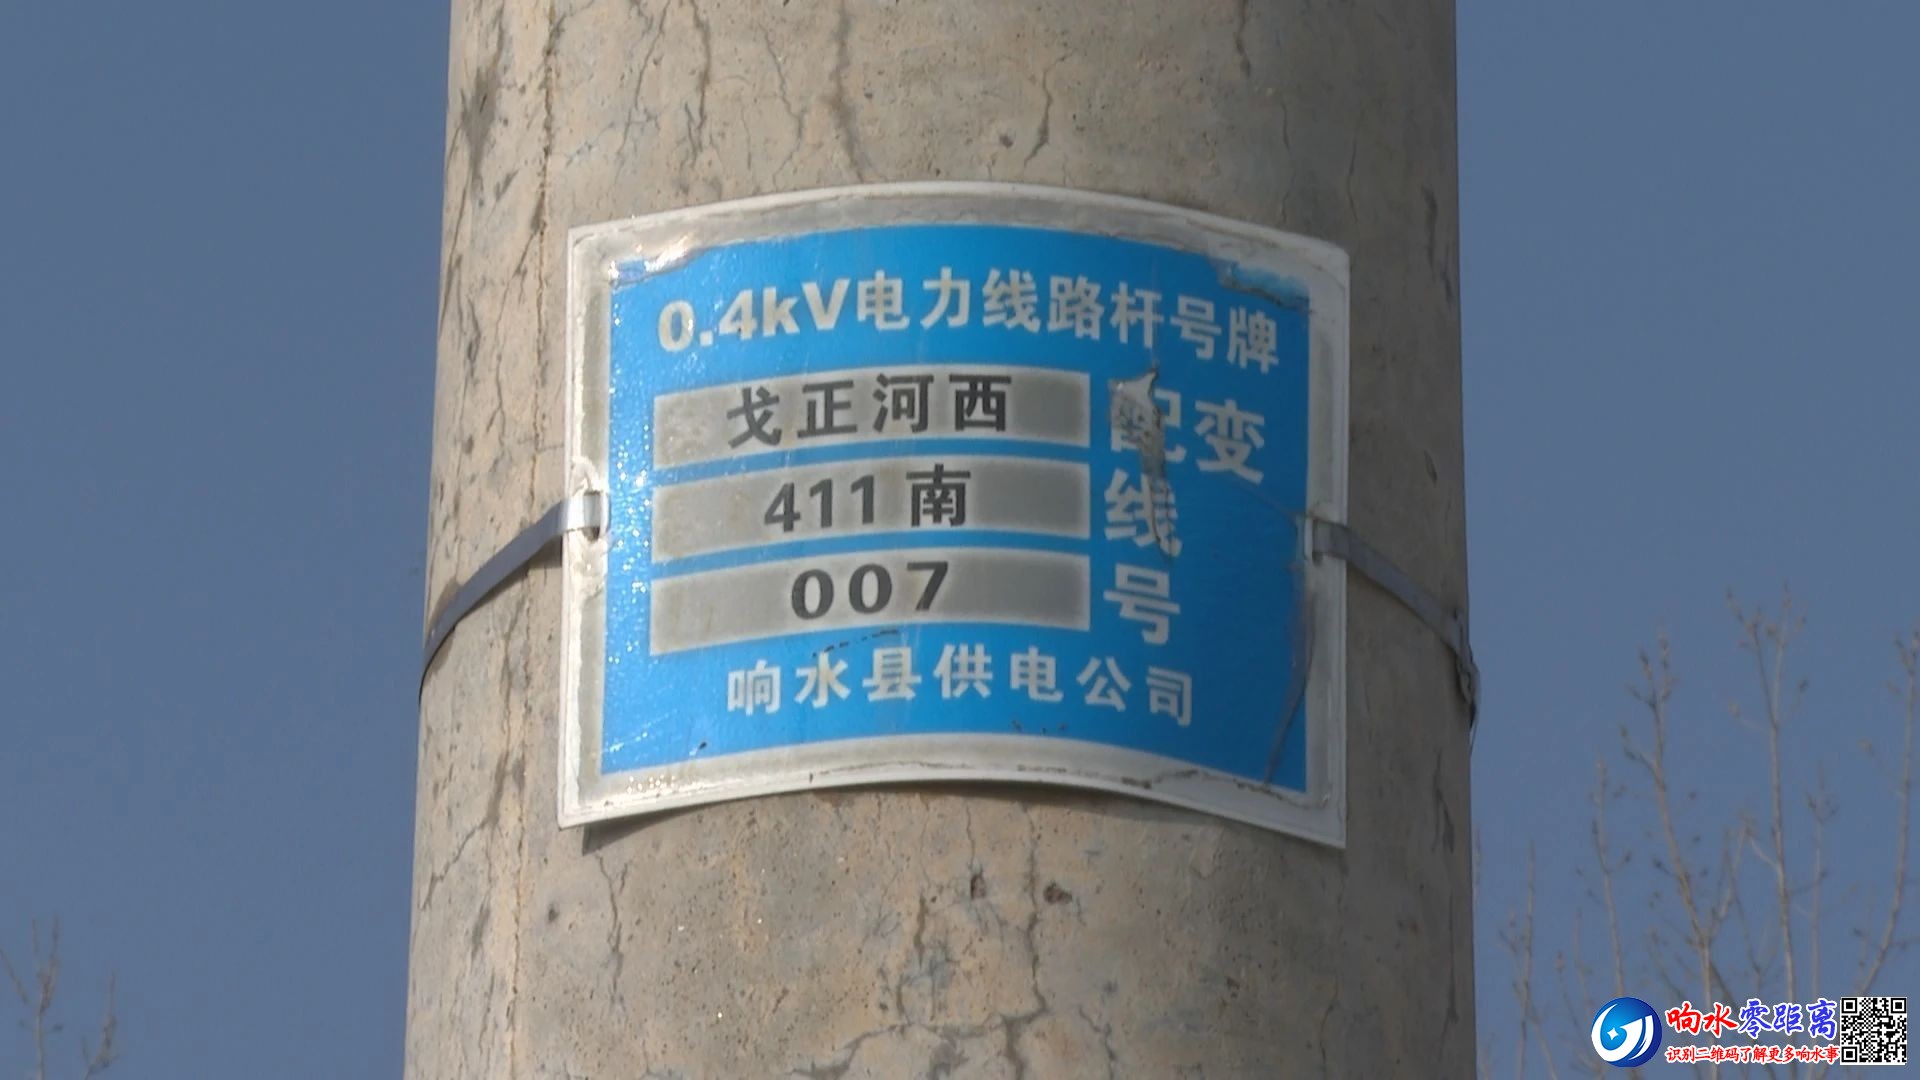 0.4kV电力线路杆号牌
戈正河西 配变
411南 线
007 号
响水县供电公司
响水零距离
识别二维码了解更多响水事